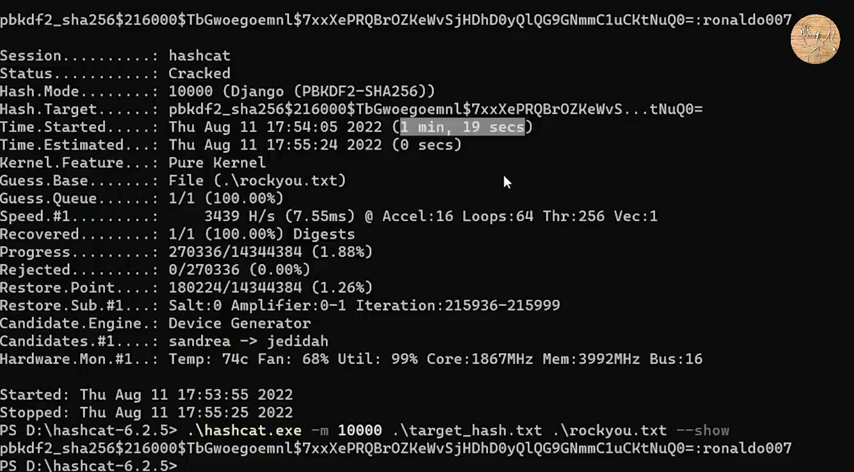 pbkdf2_sha256$216000$TbGwoegoemnl$7xxXePRQBrOZKeWvSjHDhD0yQlQG9GNmmC1uCKtNuQ0=:ronaldo007
Session..........: hashcat
Status...........: Cracked
Hash.Mode........: 10000 (Django (PBKDF2-SHA256))
Hash.Target......: pbkdf2_sha256$216000$TbGwoegoemnl$7xxXePRQBrOZKeWvS...tNuQ0=
Time.Started.....: Thu Aug 11 17:54:05 2022 (1 min, 19 secs)
Time.Estimated...: Thu Aug 11 17:55:24 2022 (0 secs)
Kernel.Feature...: Pure Kernel
Guess.Base.......: File (.\rockyou.txt)
Guess.Queue......: 1/1 (100.00%)
Speed.#1.........:     3439 H/s (7.55ms) @ Accel:16 Loops:64 Thr:256 Vec:1
Recovered........: 1/1 (100.00%) Digests
Progress.........: 270336/14344384 (1.88%)
Rejected.........: 0/270336 (0.00%)
Restore.Point....: 180224/14344384 (1.26%)
Restore.Sub.#1...: Salt:0 Amplifier:0-1 Iteration:215936-215999
Candidate.Engine.: Device Generator
Candidates.#1....: sandrea -> jedidah
Hardware.Mon.#1..: Temp: 74c Fan: 68% Util: 99% Core:1867MHz Mem:3992MHz Bus:16
Started: Thu Aug 11 17:53:55 2022
Stopped: Thu Aug 11 17:55:25 2022
PS D:\hashcat-6.2.5> .\hashcat.exe -m 10000 .\target_hash.txt .\rockyou.txt --show
pbkdf2_sha256$216000$TbGwoegoemnl$7xxXePRQBrOZKeWvSjHDhD0yQlQG9GNmmC1uCKtNuQ0=:ronaldo007
PS D:\hashcat-6.2.5>